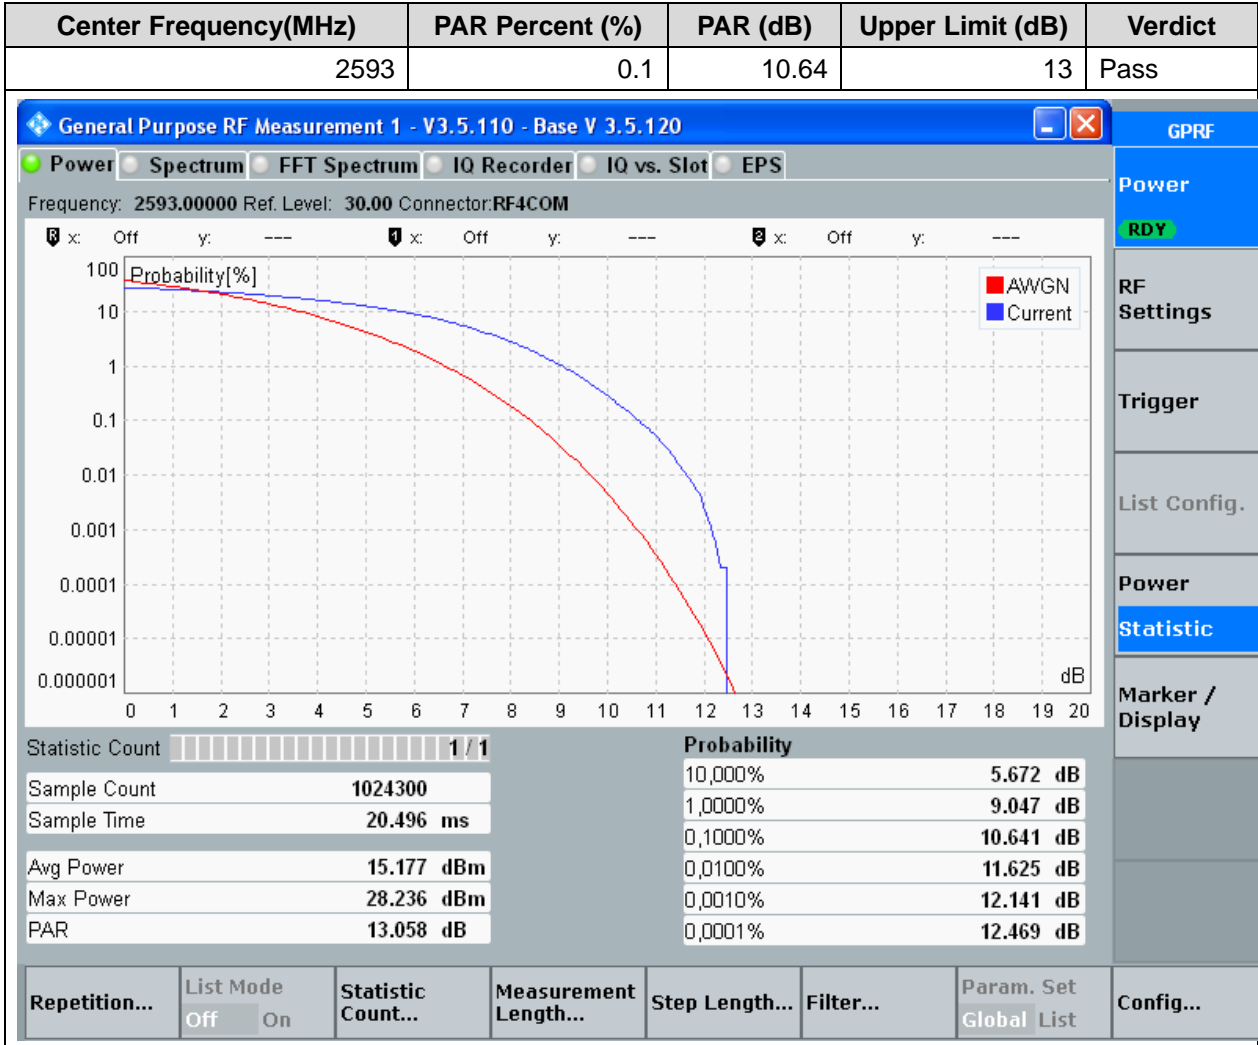 Center Frequency(MHz) PAR Percent (%) PAR (dB) Upper Limit (dB) Verdict
2593 0.1 10.64 13 Pass
General Purpose RF Measurement 1 - V3.5.110 - Base V 3.5.120
GPRF
Power Spectrum FFT Spectrum IQ Recorder IQ vs. Slot EPS
Frequency: 2593.00000 Ref. Level: 30.00 Connector:RF4COM
R x: Off y: --- 1 x: Off y: --- 2 x: Off y: ---
Probability[%]
100
10
1
0.1
0.01
0.001
0.0001
0.00001
0.000001
AWGN
Current
dB
0 1 2 3 4 5 6 7 8 9 10 11 12 13 14 15 16 17 18 19 20
Power
RDY
RF
Settings
Trigger
List Config.
Power
Statistic
Marker /
Display
Statistic Count 1 / 1
Sample Count 1024300
Sample Time 20.496 ms
Avg Power 15.177 dBm
Max Power 28.236 dBm
PAR 13.058 dB
Probability
10,000% 5.672 dB
1,0000% 9.047 dB
0,1000% 10.641 dB
0,0100% 11.625 dB
0,0010% 12.141 dB
0,0001% 12.469 dB
Repetition...
List Mode
Off On
Statistic
Count...
Measurement
Length...
Step Length...
Filter...
Param. Set
Global List
Config...